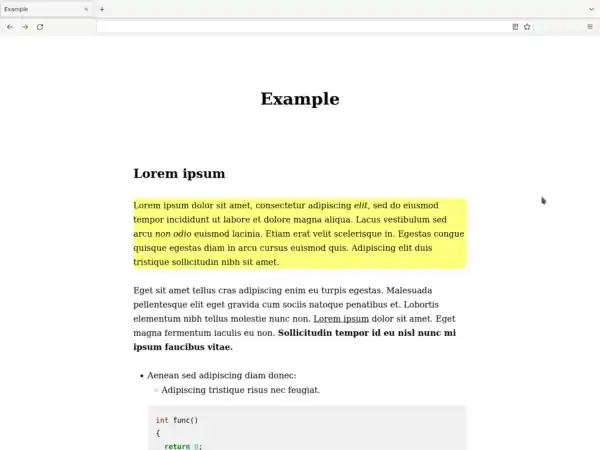 Example
Example
Lorem ipsum
Lorem ipsum dolor sit amet, consectetur adipiscing elit, sed do eiusmod
tempor incididunt ut labore et dolore magna aliqua. Lacus vestibulum sed
arcu non odio euismod lacinia. Etiam erat velit scelerisque in. Egestas congue
quisque egestas diam in arcu cursus euismod quis. Adipiscing elit duis
tristique sollicitudin nibh sit amet.
Eget sit amet tellus cras adipiscing enim eu turpis egestas. Malesuada
pellentesque elit eget gravida cum sociis natoque penatibus et. Lobortis
elementum nibh tellus molestie nunc non. Lorem ipsum dolor sit amet. Eget
magna fermentum iaculis eu non. Sollicitudin tempor id eu nisl nunc mi
ipsum faucibus vitae.
Aenean sed adipiscing diam donec:
Adipiscing tristique risus nec feugiat.
int func()
{
return 0;